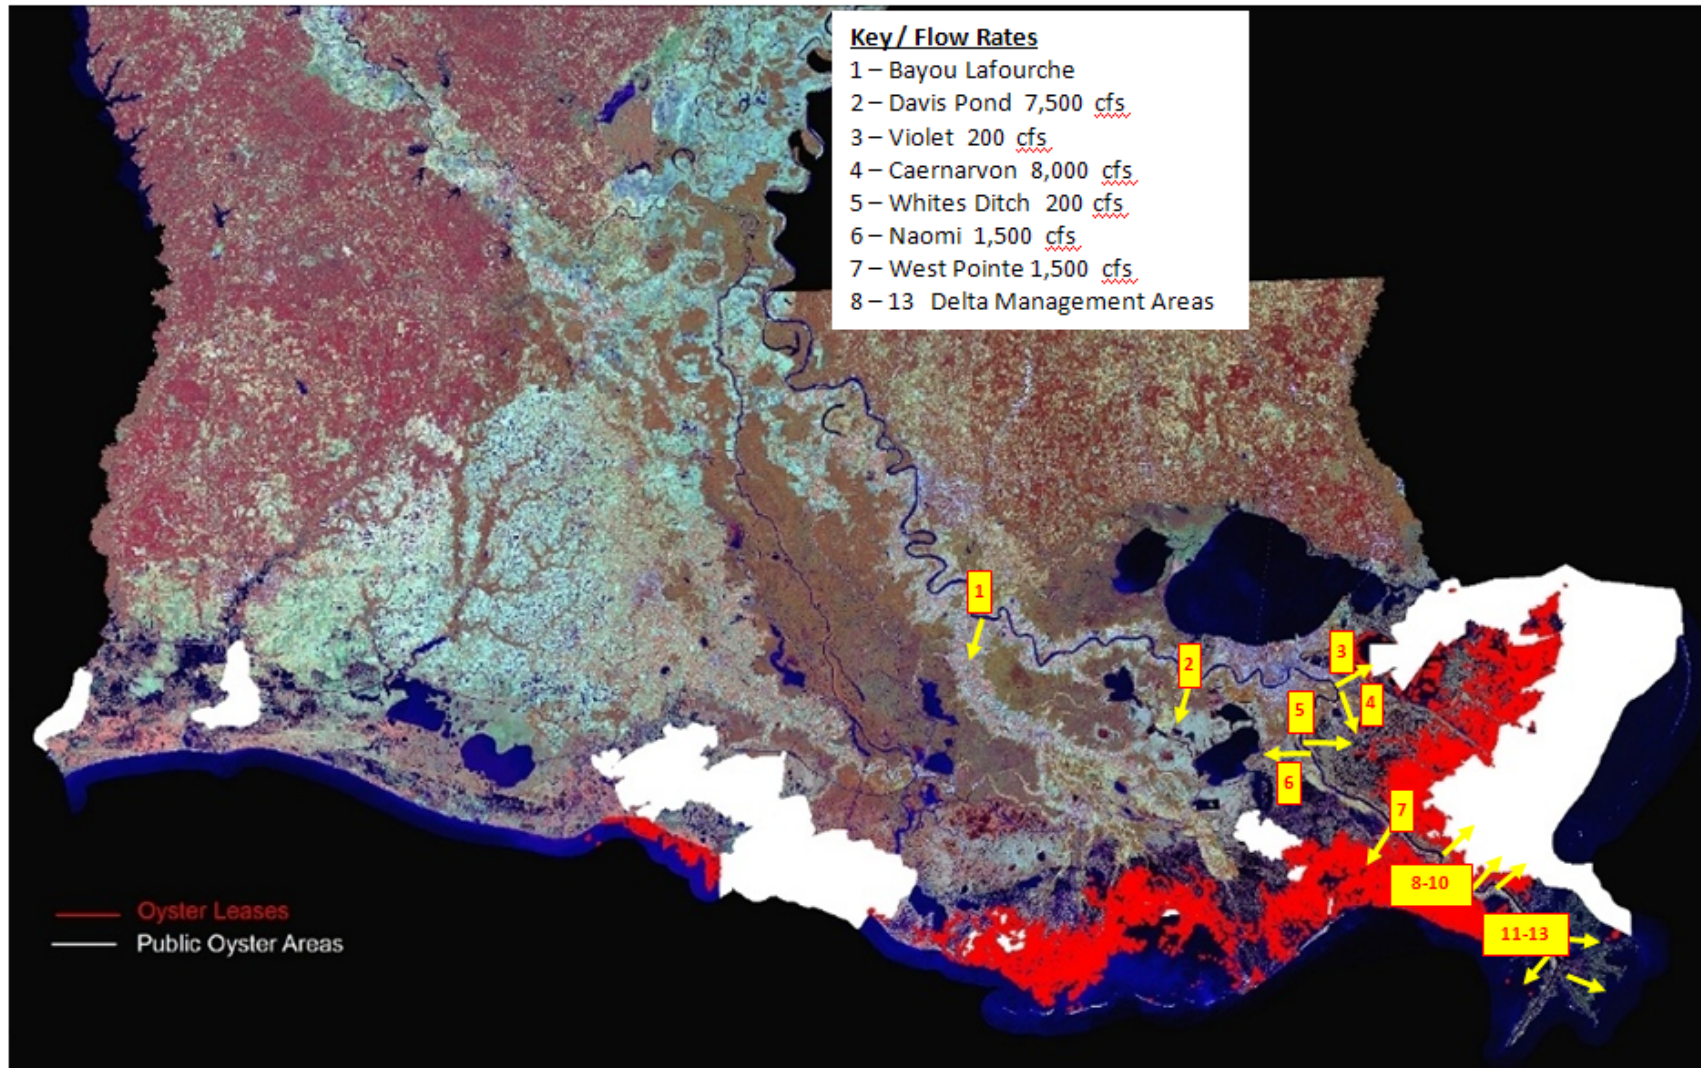 Key / Flow Rates
1 – Bayou Lafourche
2 – Davis Pond 7,500 cfs
3 – Violet 200 cfs
4 – Caernarvon 8,000 cfs
5 – Whites Ditch 200 cfs
6 – Naomi 1,500 cfs
7 – West Pointe 1,500 cfs
8 – 13 Delta Management Areas
1
2
3
4
5
6
7
8-10
11-13
Oyster Leases
Public Oyster Areas